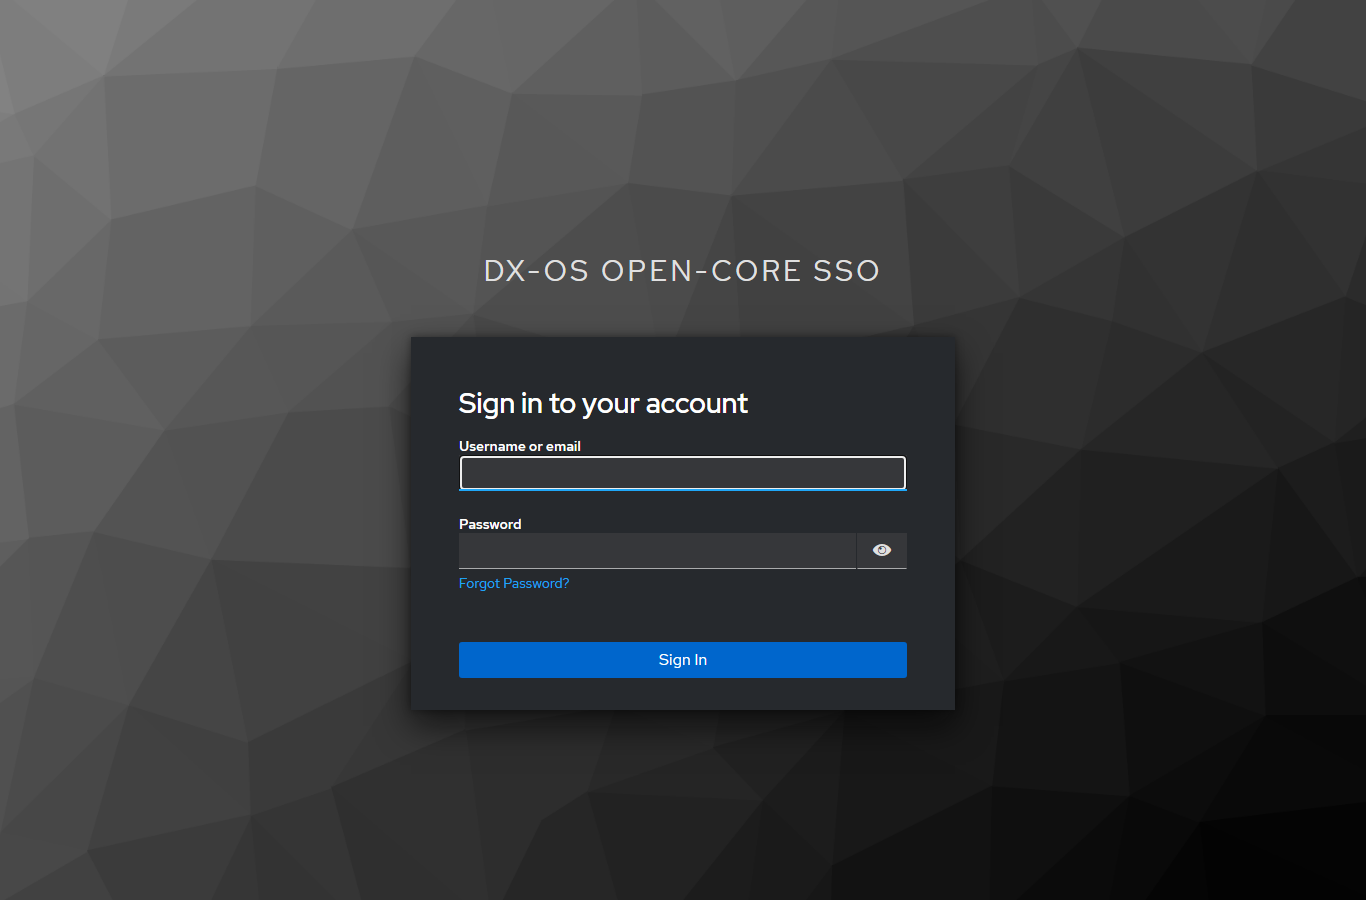 DX-OS OPEN-CORE SSO
Sign in to your account
Username or email
Password
Forgot Password?
Sign In